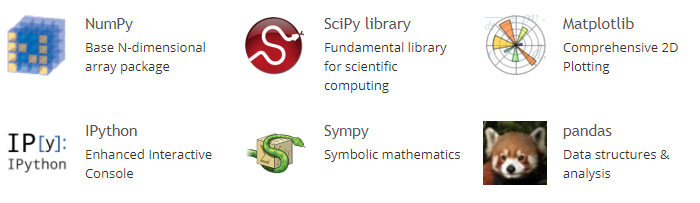 NumPy
Base N-dimensional
array package
SciPy library
Fundamental library
for scientific
computing
Matplotlib
Comprehensive 2D
Plotting
IP[y]:
IPython
IPython
Enhanced Interactive
Console
Sympy
Symbolic mathematics
pandas
Data structures &
analysis